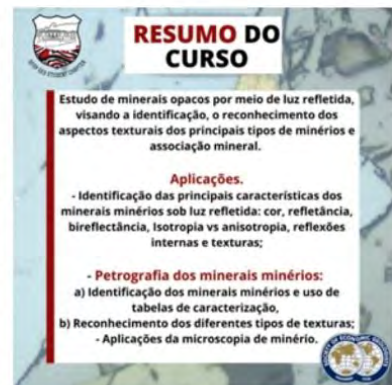 RESUMO DO
CURSO
Estudo de minerais opacos por meio de luz refletida,
visando a identificação, o reconhecimento dos
aspectos texturais dos principais tipos de minérios e
associação mineral.
Aplicações.
- Identificação das principais características dos
minerais minérios sob luz refletida: cor, refletância,
bireflectância, Isotropia vs anisotropia, reflexões
internas e texturas;
- Petrografia dos minerais minérios:
a) Identificação dos minerais minérios e uso de
tabelas de caracterização,
b) Reconhecimento dos diferentes tipos de texturas;
- Aplicações da microscopia de minério.